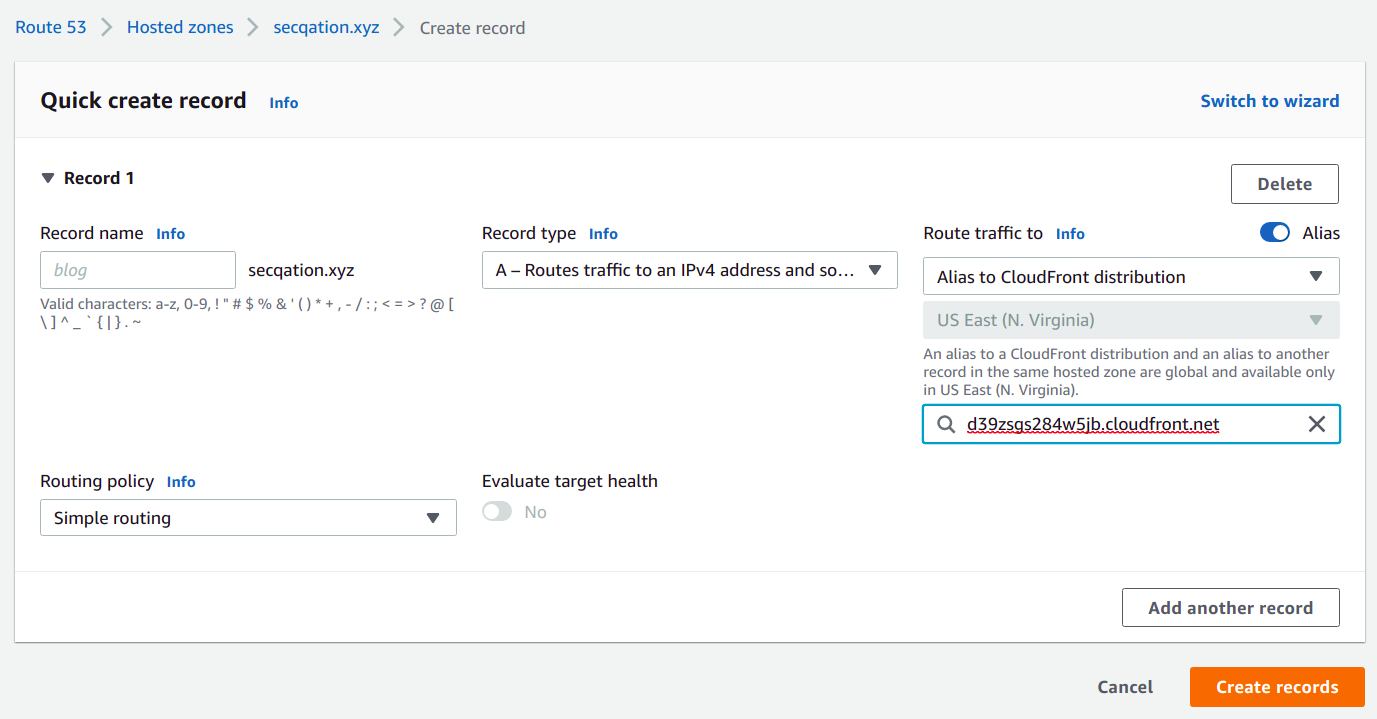 Route 53 > Hosted zones > secqation.xyz > Create record
Quick create record Info
Switch to wizard
Record 1
Delete
Record name Info
blog
secqation.xyz
Valid characters: a-z, 0-9, ! " # $ % & ' ( ) * + , - / : ; < = > ? @ [
\ ] ^ _ ` { | } . ~
Record type Info
A – Routes traffic to an IPv4 address and so...
Route traffic to Info
Alias
Alias to CloudFront distribution
US East (N. Virginia)
An alias to a CloudFront distribution and an alias to another
record in the same hosted zone are global and available only
in US East (N. Virginia).
d39zsgs284w5jb.cloudfront.net
Routing policy Info
Simple routing
Evaluate target health
No
Add another record
Cancel
Create records